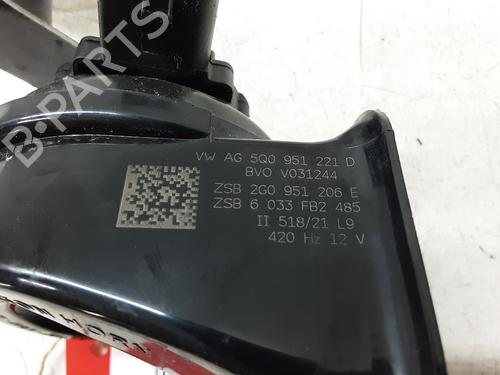 B-PARTS
VW AG 5Q0 951 221 D
BVO V031244
ZSB 2G0 951 206 E
ZSB 6 033 FB2 485
II 518/21 L9
420 Hz 12 V
B-PARTS